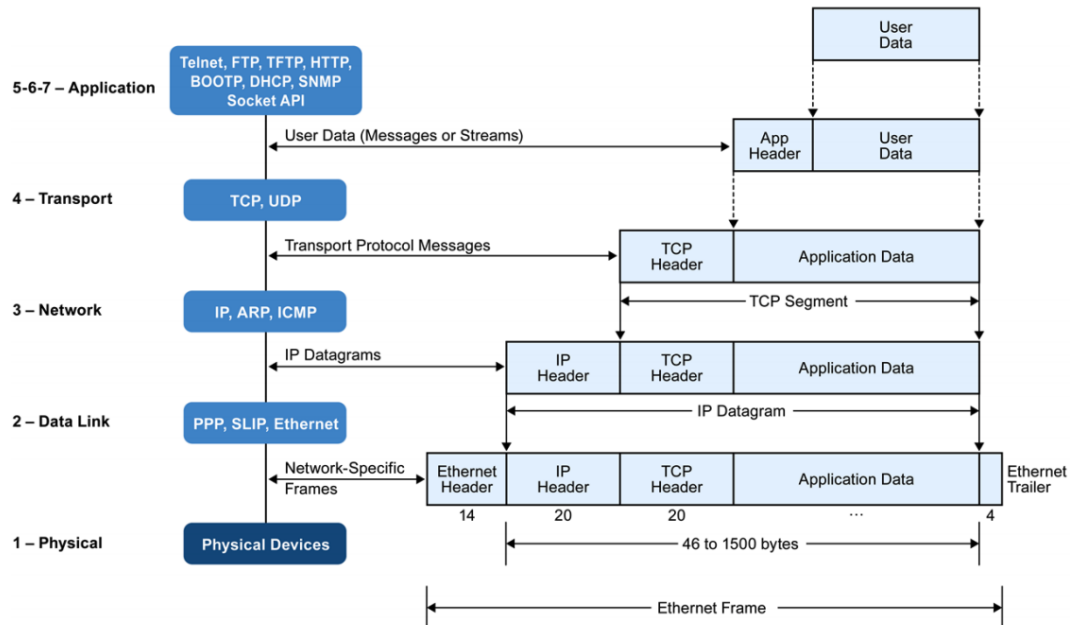 User
Data
Telnet, FTP, TFTP, HTTP,
BOOTP, DHCP, SNMP
Socket API
5-6-7 – Application
User Data (Messages or Streams)
App
Header
User
Data
4 – Transport
TCP, UDP
Transport Protocol Messages
TCP
Header
Application Data
TCP Segment
3 – Network
IP, ARP, ICMP
IP Datagrams
IP
Header
TCP
Header
Application Data
IP Datagram
2 – Data Link
PPP, SLIP, Ethernet
Network-Specific
Frames
Ethernet
Header
IP
Header
TCP
Header
Application Data
Ethernet
Trailer
14
20
20
...
4
1 – Physical
Physical Devices
46 to 1500 bytes
Ethernet Frame